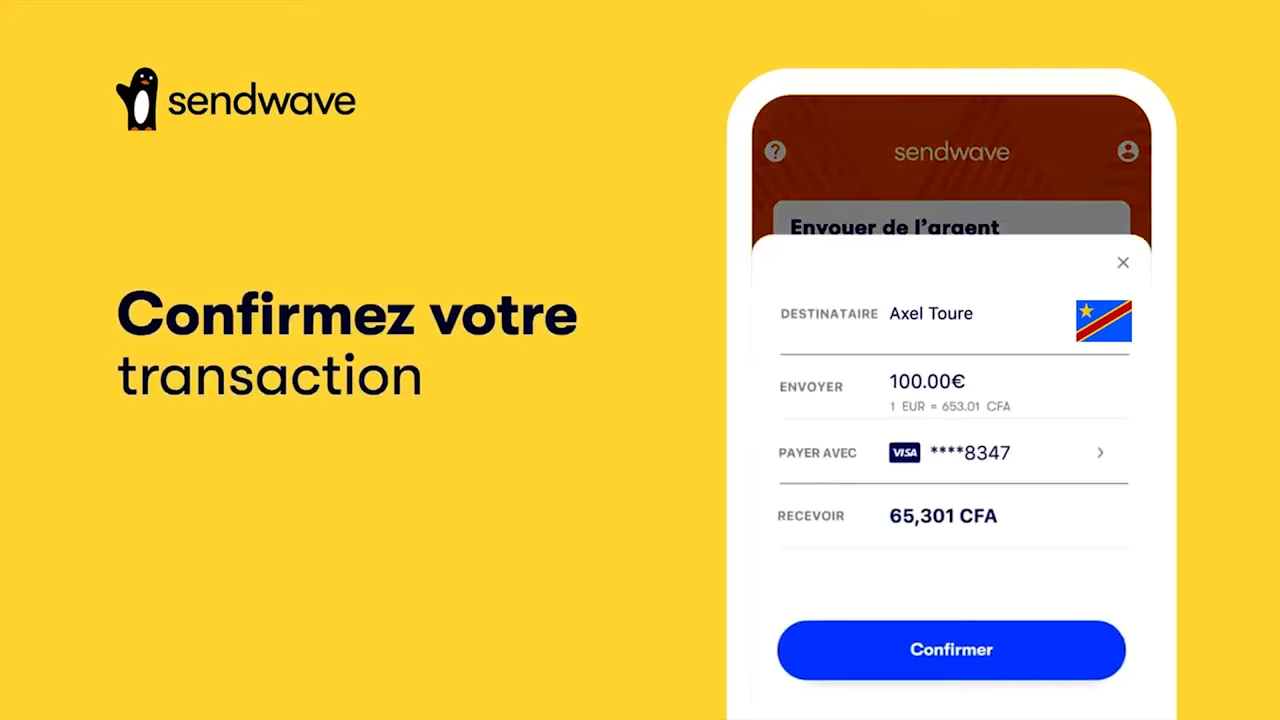 sendwave
Confirmez votre
transaction
?
sendwave
Envoyer de l'argent
DESTINATAIRE Axel Toure
ENVOYER 100.00€
1 EUR = 653.01 CFA
PAYER AVEC VISA ****8347
RECEVOIR 65,301 CFA
Confirmer